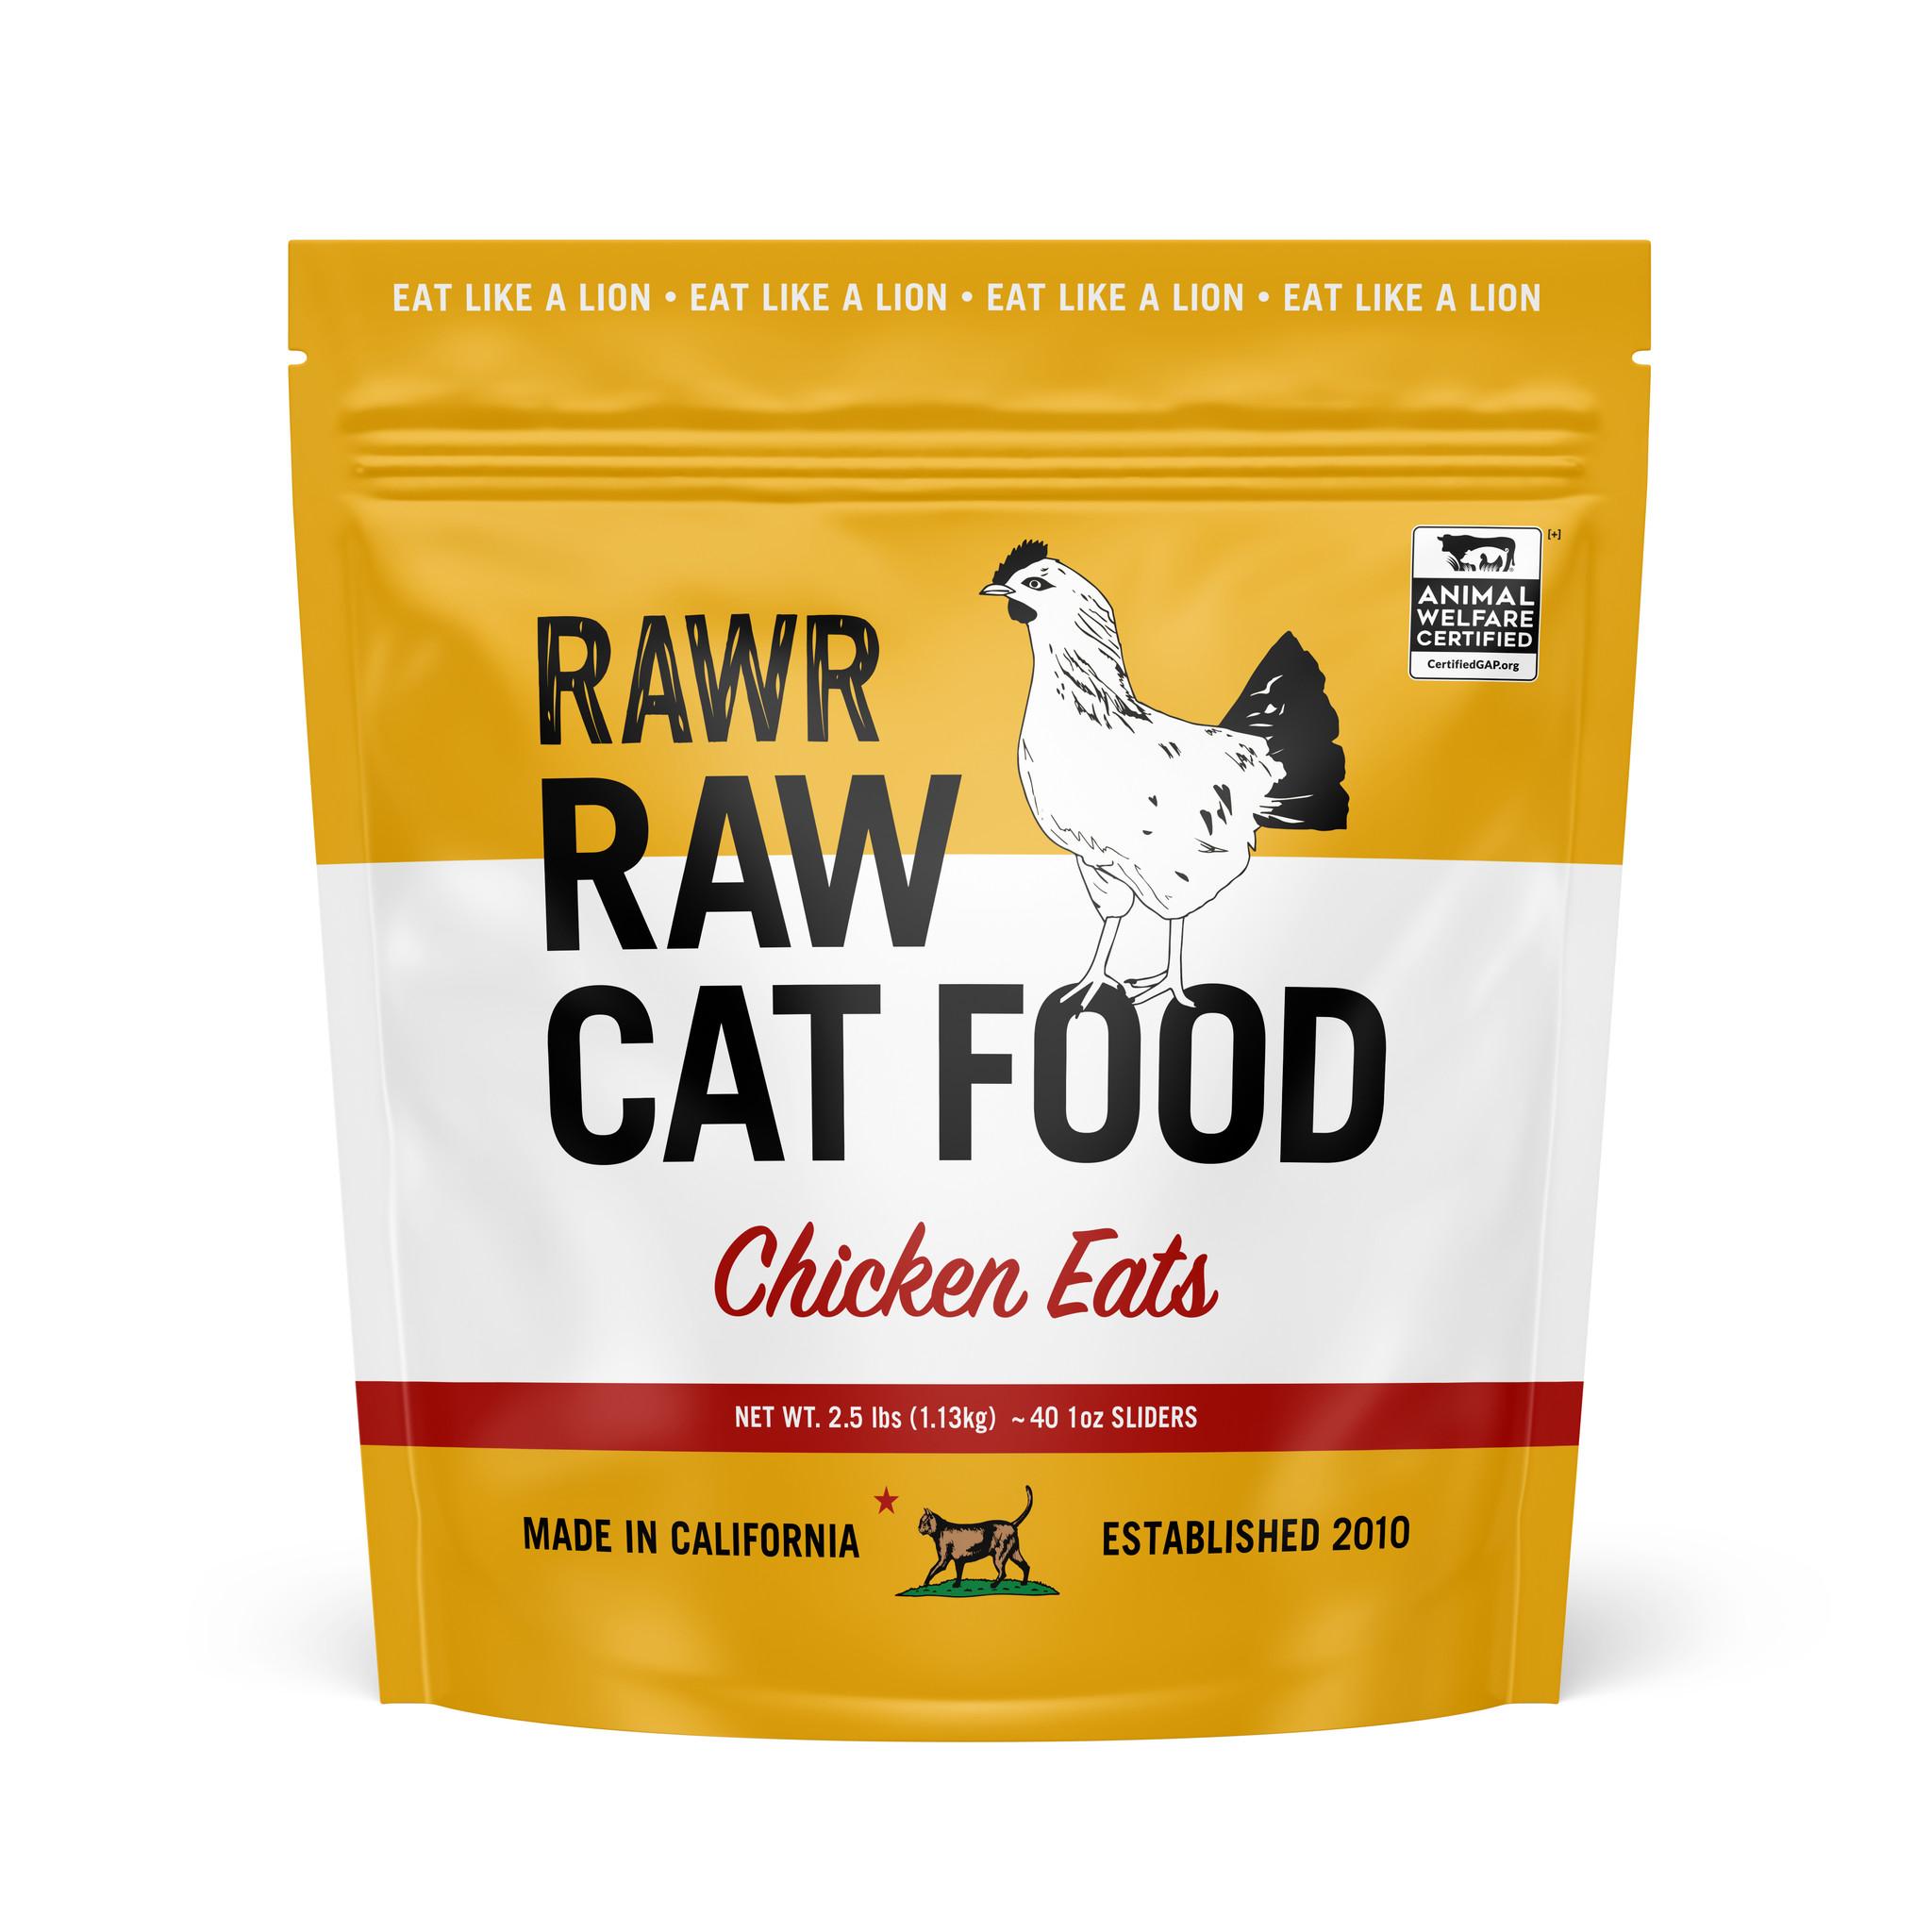 EAT LIKE A LION • EAT LIKE A LION • EAT LIKE A LION • EAT LIKE A LION
[+]
ANIMAL
WELFARE
CERTIFIED
CertifiedGAP.org
RAWR
RAW
CAT FOOD
Chicken Eats
NET WT. 2.5 lbs (1.13kg) ~40 1oz SLIDERS
MADE IN CALIFORNIA
ESTABLISHED 2010